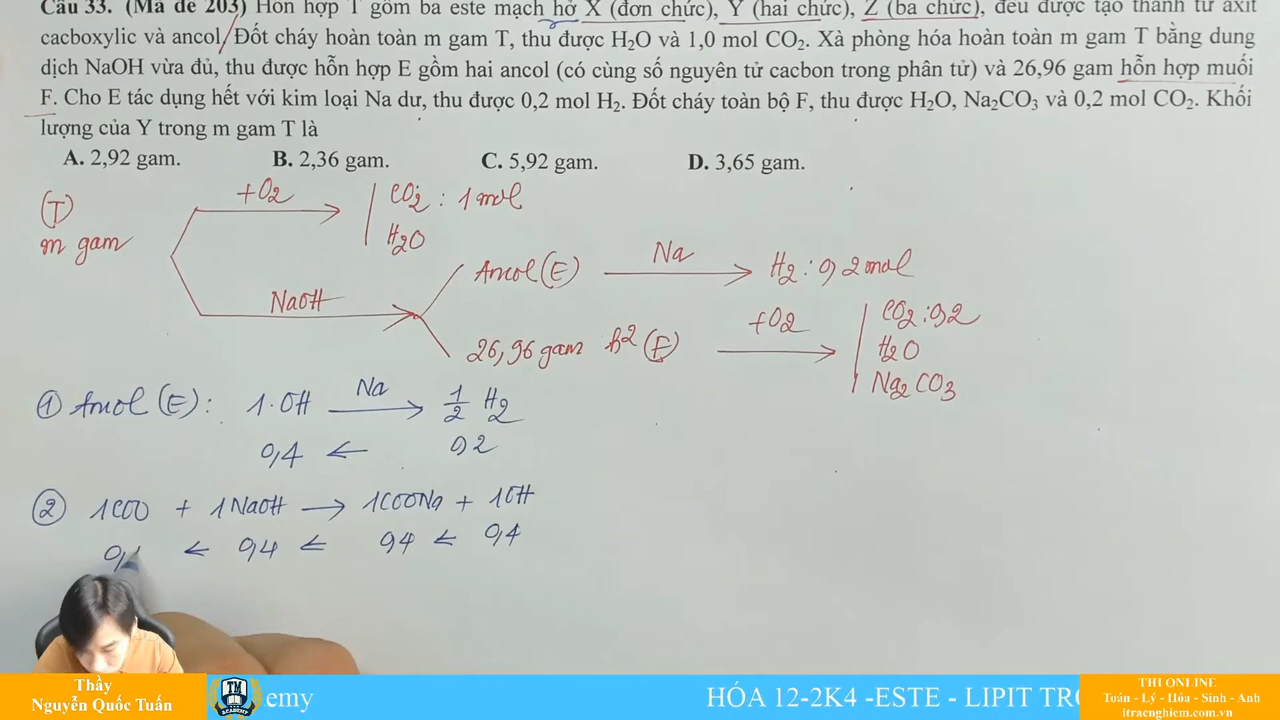 Câu 33. (Mã đề 203) Hỗn hợp T gồm ba este mạch hở X (đơn chức), Y (hai chức), Z (ba chức), đều được tạo thành từ axit
cacboxylic và ancol. Đốt cháy hoàn toàn m gam T, thu được H₂O và 1,0 mol CO₂. Xà phòng hóa hoàn toàn m gam T bằng dung
dịch NaOH vừa đủ, thu được hỗn hợp E gồm hai ancol (có cùng số nguyên tử cacbon trong phân tử) và 26,96 gam hỗn hợp muối
F. Cho E tác dụng hết với kim loại Na dư, thu được 0,2 mol H₂. Đốt cháy toàn bộ F, thu được H₂O, Na₂CO₃ và 0,2 mol CO₂. Khối
lượng của Y trong m gam T là
A. 2,92 gam. B. 2,36 gam. C. 5,92 gam. D. 3,65 gam.
(T)
m gam
+O2
CO2 : 1 mol
H2O
NaOH
Ancol (E)
Na
H2 : 0,2 mol
26,96 gam h² (F)
+O2
CO2 : 0,2
H2O
Na2CO3
① Ancol (E) : 1.OH Na → 1/2 H2
0,4 ← 0,2
② 1COO + 1NaOH → 1COONa + 1OH
← 0,4 ← 0,4 ← 0,4
Thầy
Nguyễn Quốc Tuấn
TM
ACADEMY
emy
HÓA 12-2K4 -ESTE - LIPIT
THI ONLINE
Toán - Lý - Hóa - Sinh - Anh
itracnghiem.com.vn